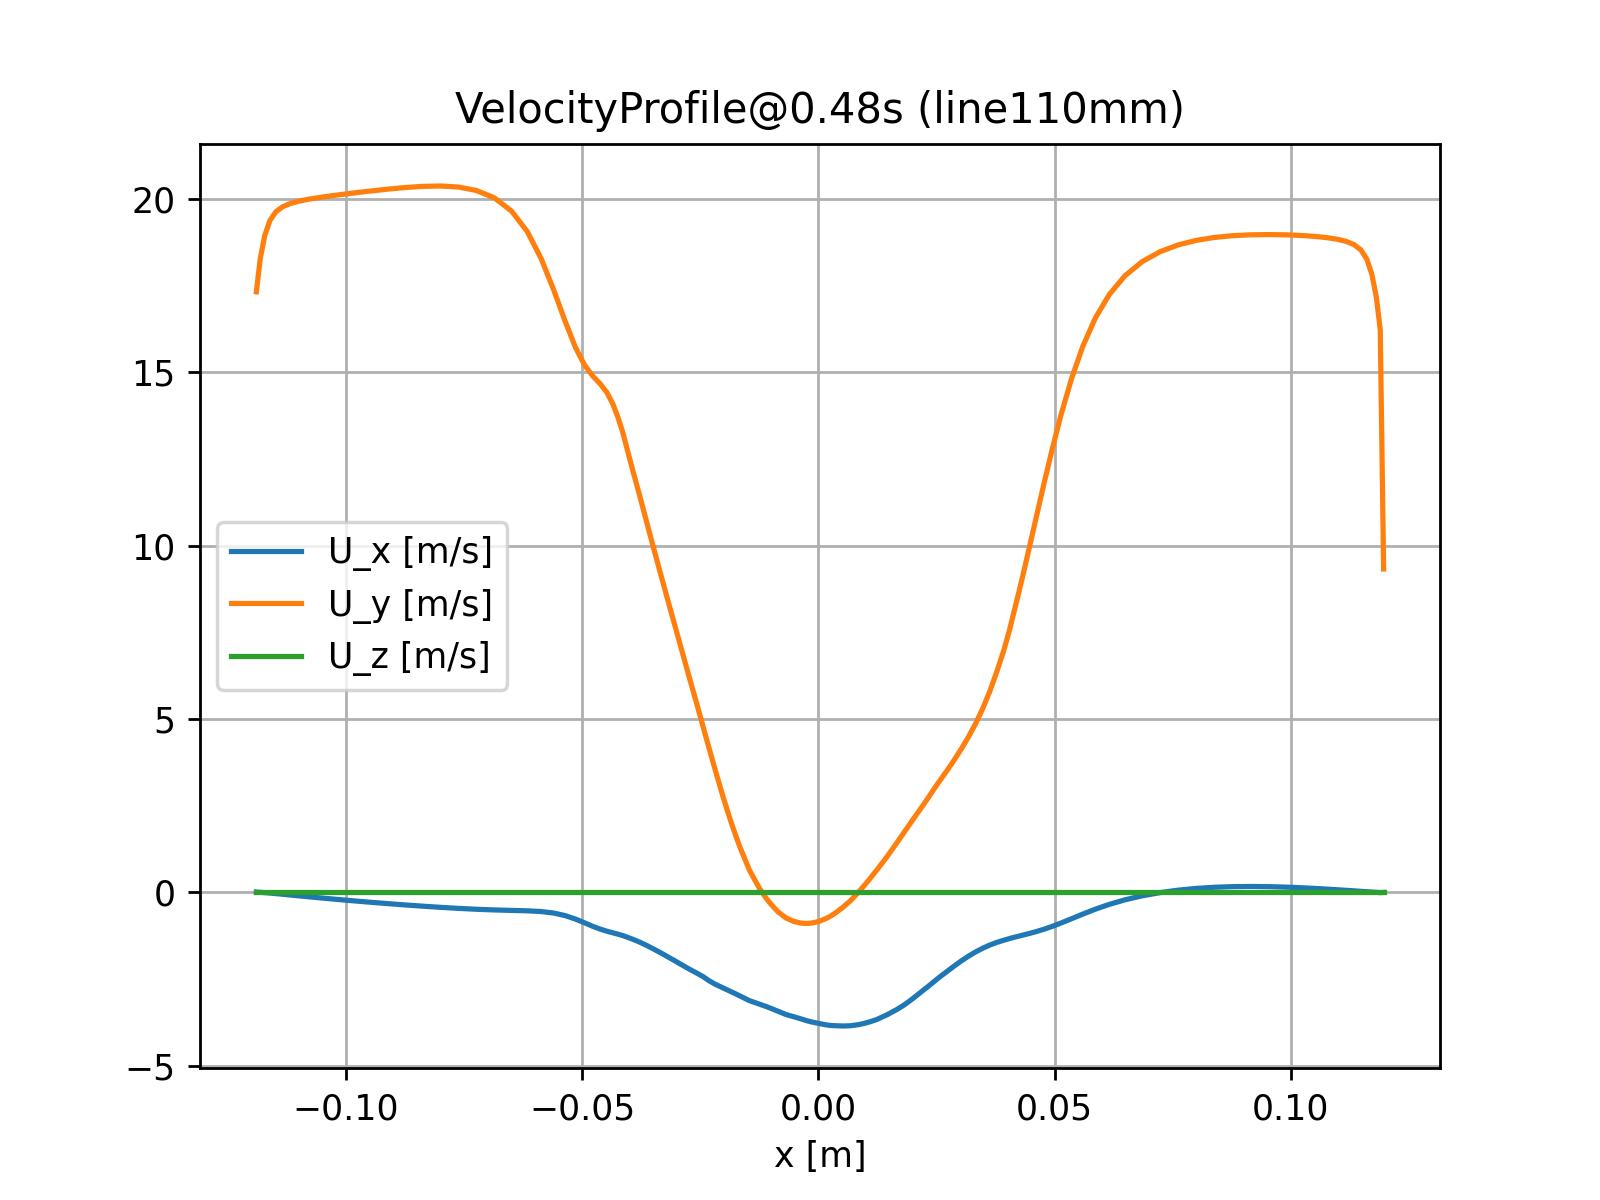 VelocityProfile@0.48s (line110mm)
20
15
10
5
0
−5
U_x [m/s]
U_y [m/s]
U_z [m/s]
−0.10 −0.05 0.00 0.05 0.10
x [m]